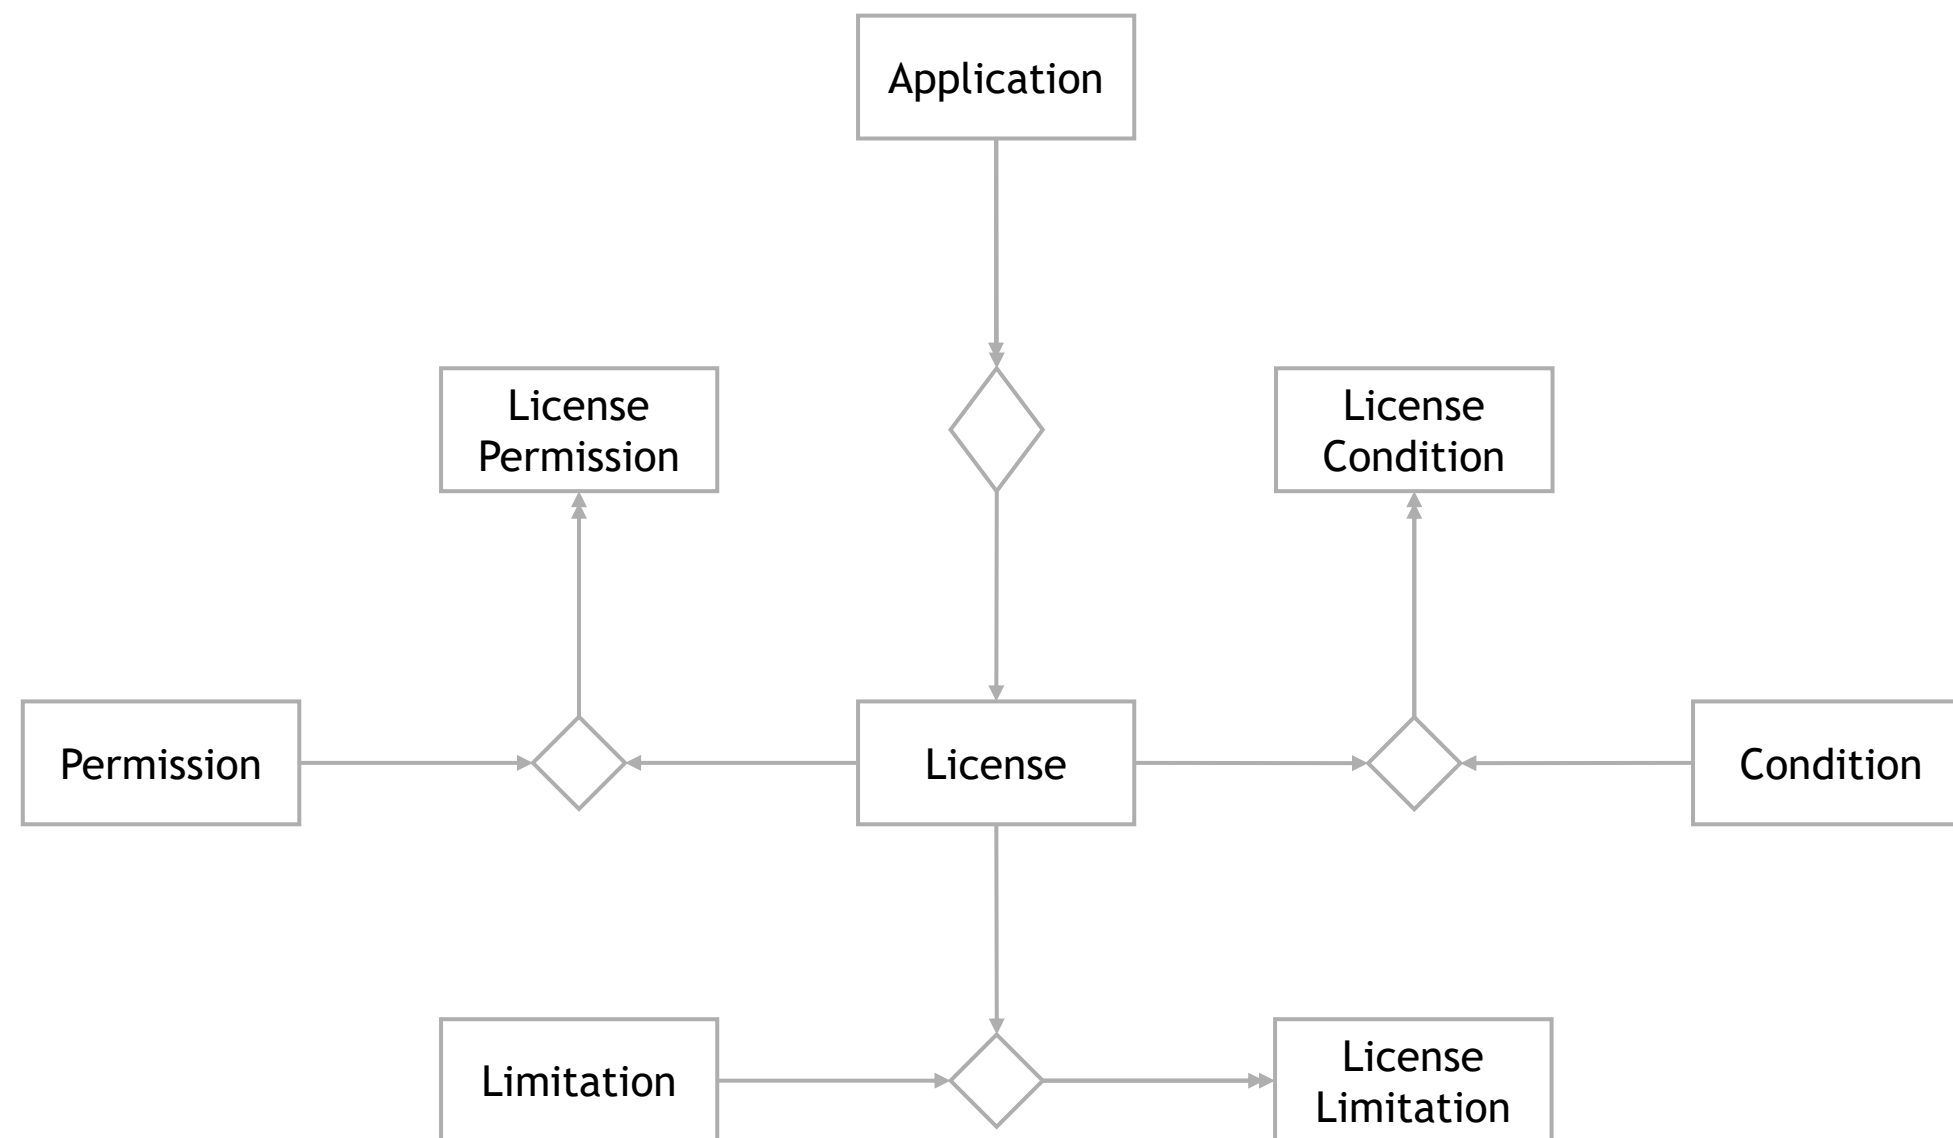 Application
License
Permission
License
Condition
Permission
License
Condition
Limitation
License
Limitation